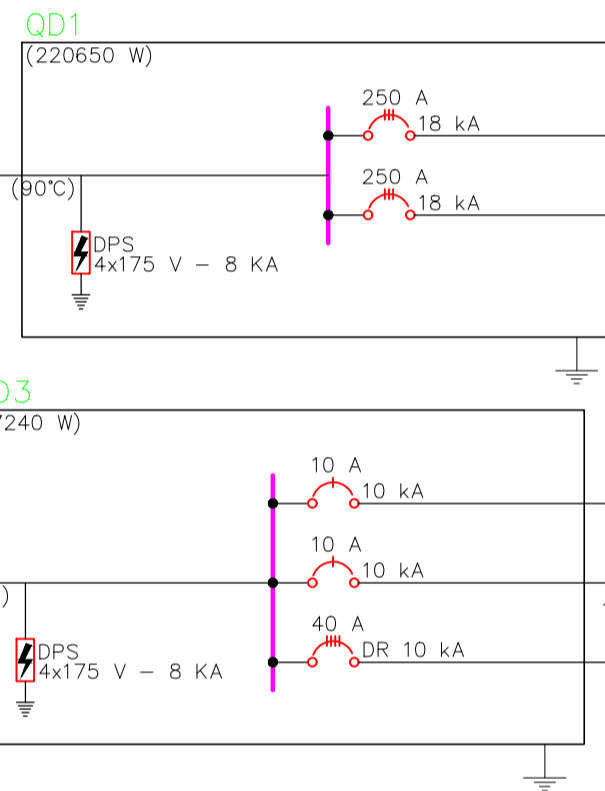 QD1
(220650 W)
250 A
18 kA
250 A
18 kA
(90°C)
DPS
4x175 V – 8 KA
D3
7240 W)
10 A
10 kA
10 A
10 kA
40 A
DR 10 kA
)
DPS
4x175 V – 8 KA